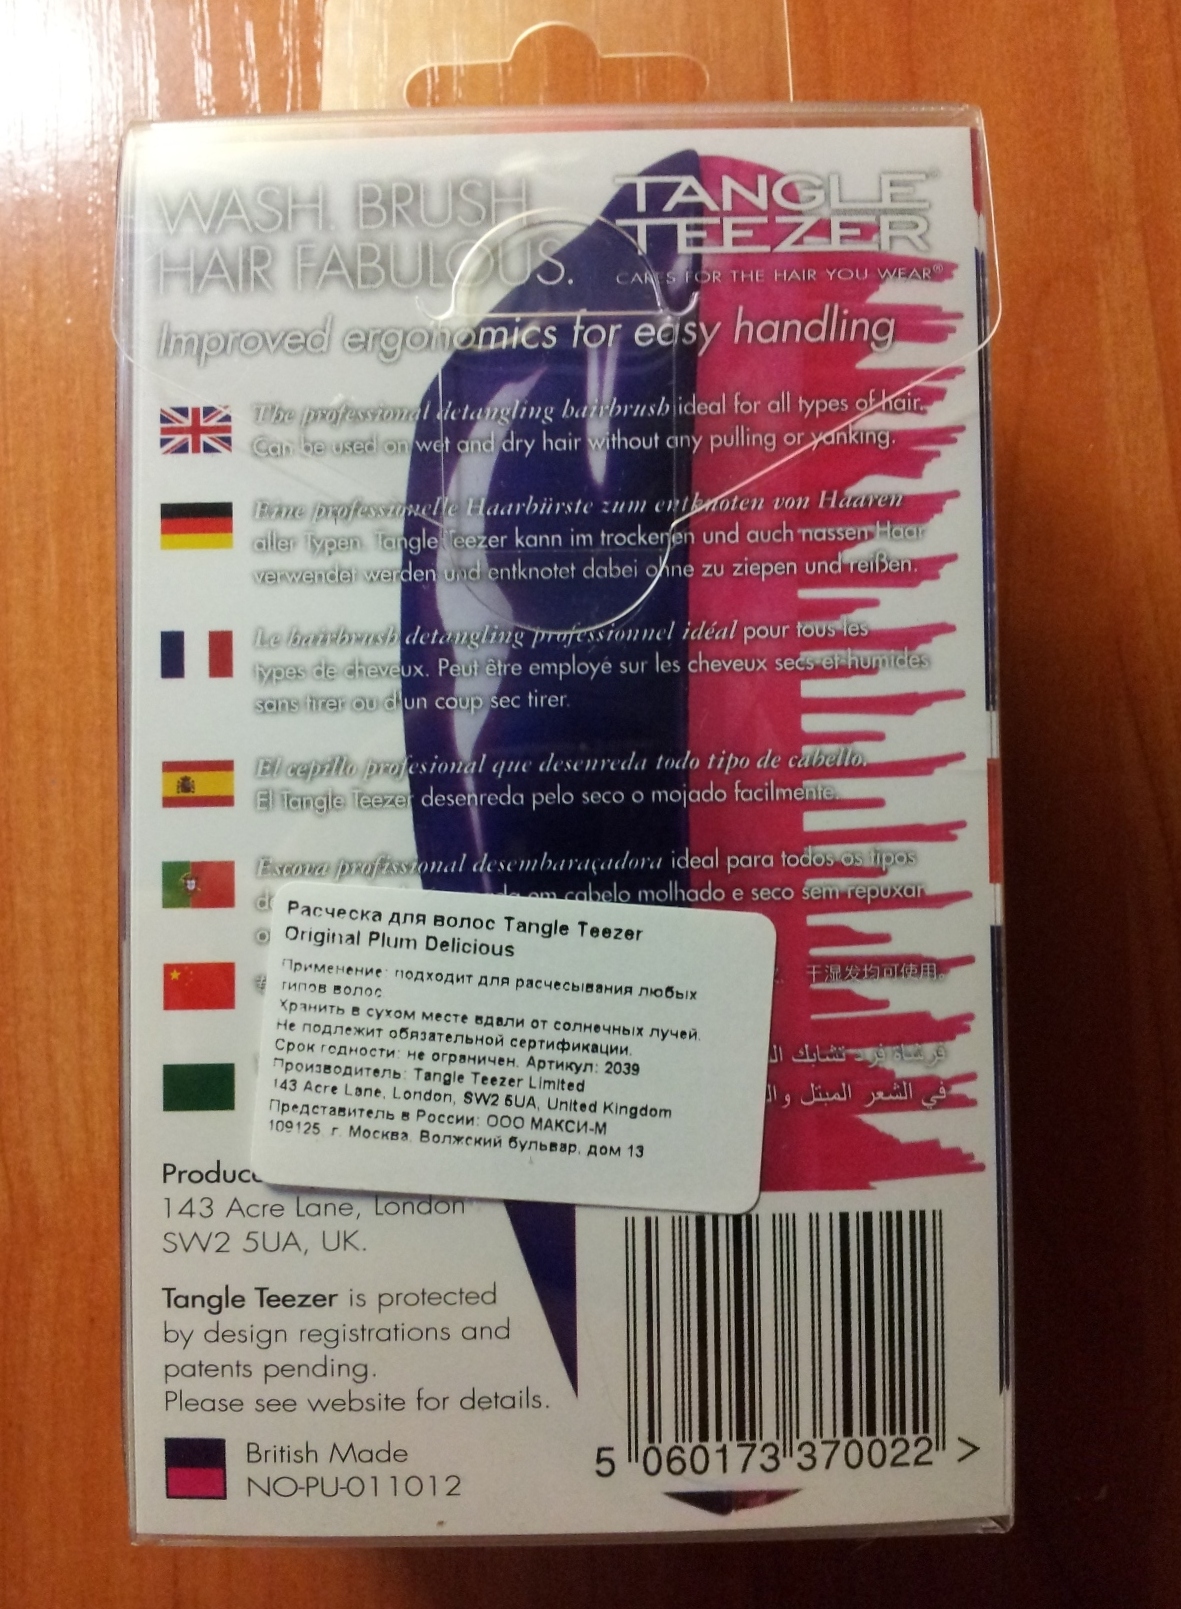 WASH. BRUSH.
HAIR FABULOUS.
TANGLE
TEEZER
CARES FOR THE HAIR YOU WEAR®
Improved ergonomics for easy handling
The professional detangling hairbrush ideal for all types of hair.
Can be used on wet and dry hair without any pulling or yanking.
Eine professionelle Haarbürste zum entknoten von Haaren
aller Typen. Tangle Teezer kann im trockenen und auch nassen Haar
verwendet werden und entknotet dabei ohne zu ziepen und reißen.
Le hairbrush detangling professionnel idéal pour tous les
types de cheveux. Peut être employé sur les cheveux secs et humides
sans tirer ou d'un coup sec tirer.
El cepillo profesional que desenreda todo tipo de cabello.
El Tangle Teezer desenreda pelo seco o mojado facilmente.
Escova profissional desembaraçadora ideal para todos os tipos
em cabelo molhado e seco sem repuxar
干湿发均可使用。
فرشاة فرد تشابك
في الشعر المبتل
Расческа для волос Tangle Teezer
Original Plum Delicious
Применение: подходит для расчесывания любых
типов волос.
Хранить в сухом месте вдали от солнечных лучей.
Не подлежит обязательной сертификации.
Срок годности: не ограничен. Артикул: 2039
Производитель: Tangle Teezer Limited
143 Acre Lane, London, SW2 5UA, United Kingdom
Представитель в России: ООО МАКСИ-М
109125, г. Москва, Волжский бульвар, дом 13
143 Acre Lane, London
SW2 5UA, UK.
Tangle Teezer is protected
by design registrations and
patents pending.
Please see website for details.
British Made
NO-PU-011012
5 060173 370022 >